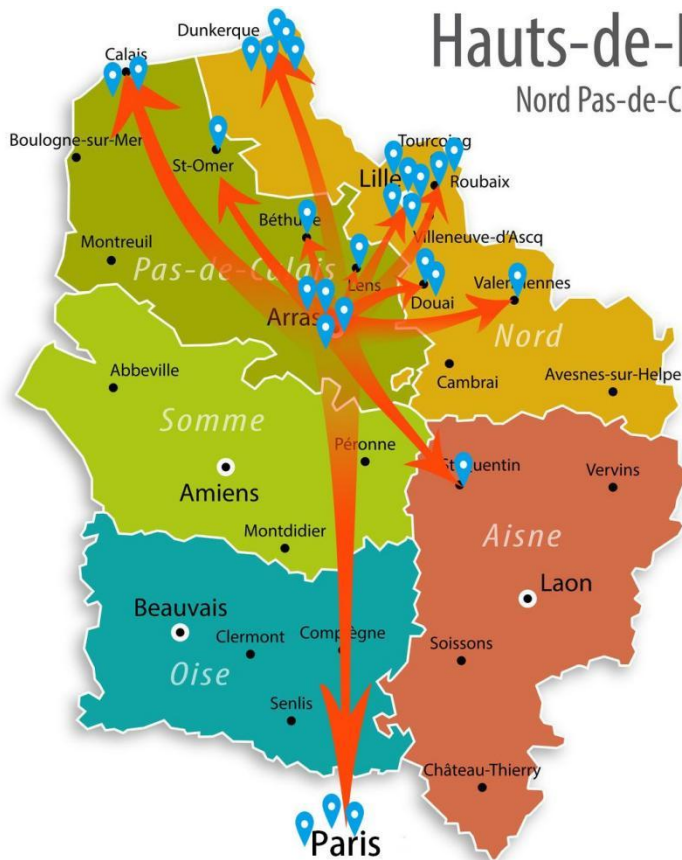 Hauts-de-
Nord Pas-de-C
Dunkerque
Calais
Boulogne-sur-Mer
St-Omer
Tourcoing
Lille
Roubaix
Béthune
Villeneuve-d'Ascq
Montreuil
Pas-de-Calais
Lens
Douai
Valenciennes
Arras
Nord
Abbeville
Cambrai
Avesnes-sur-Helpe
Somme
Péronne
St-Quentin
Vervins
Amiens
Montdidier
Aisne
Laon
Beauvais
Clermont
Compiègne
Soissons
Oise
Senlis
Château-Thierry
Paris